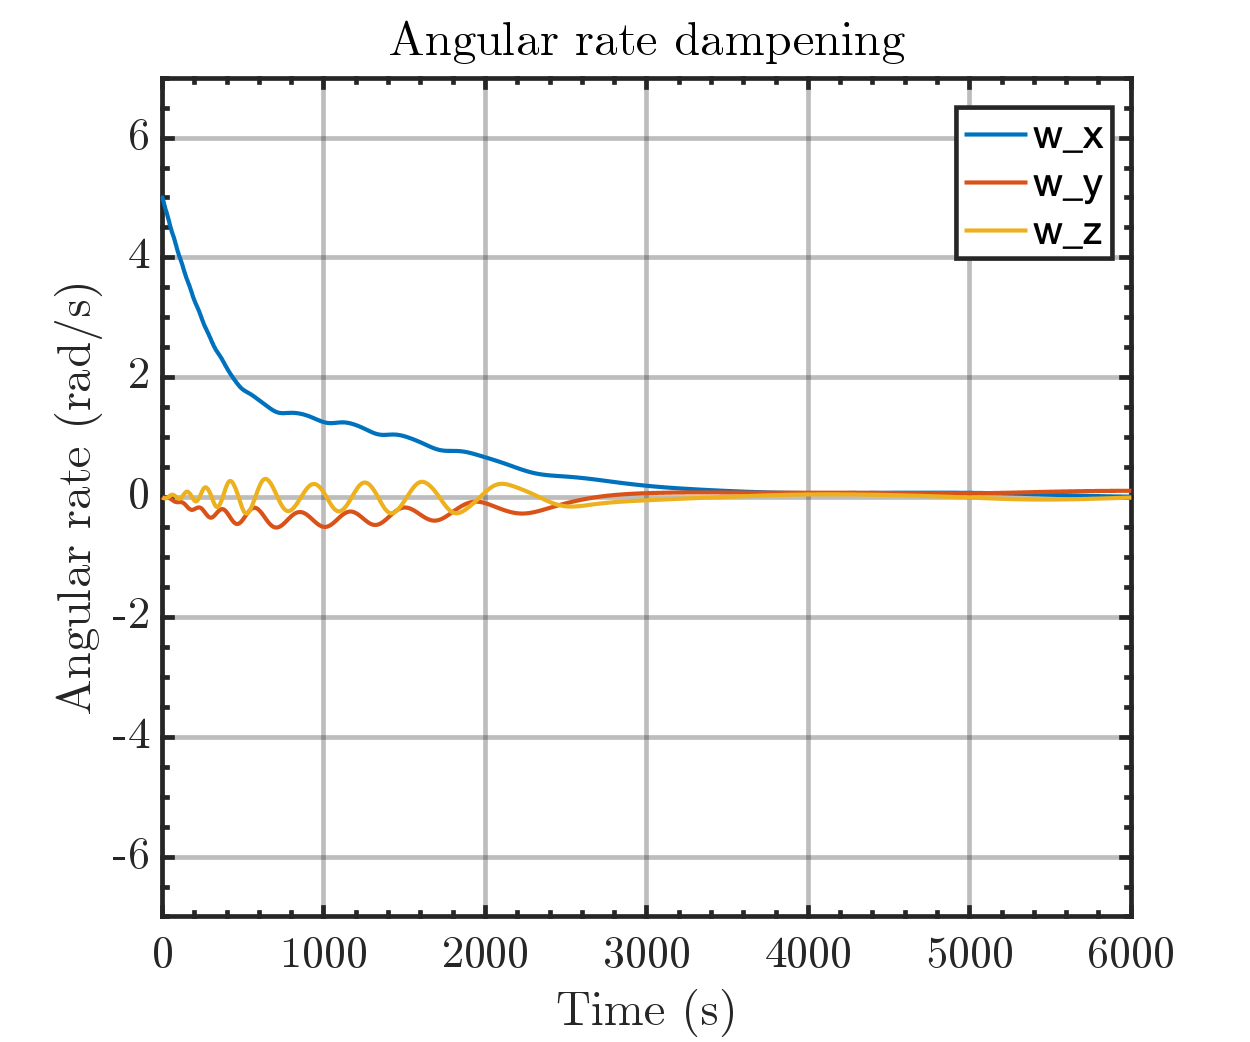 Angular rate dampening
w_x
w_y
w_z
6
4
2
0
-2
-4
-6
Angular rate (rad/s)
0 1000 2000 3000 4000 5000 6000
Time (s)